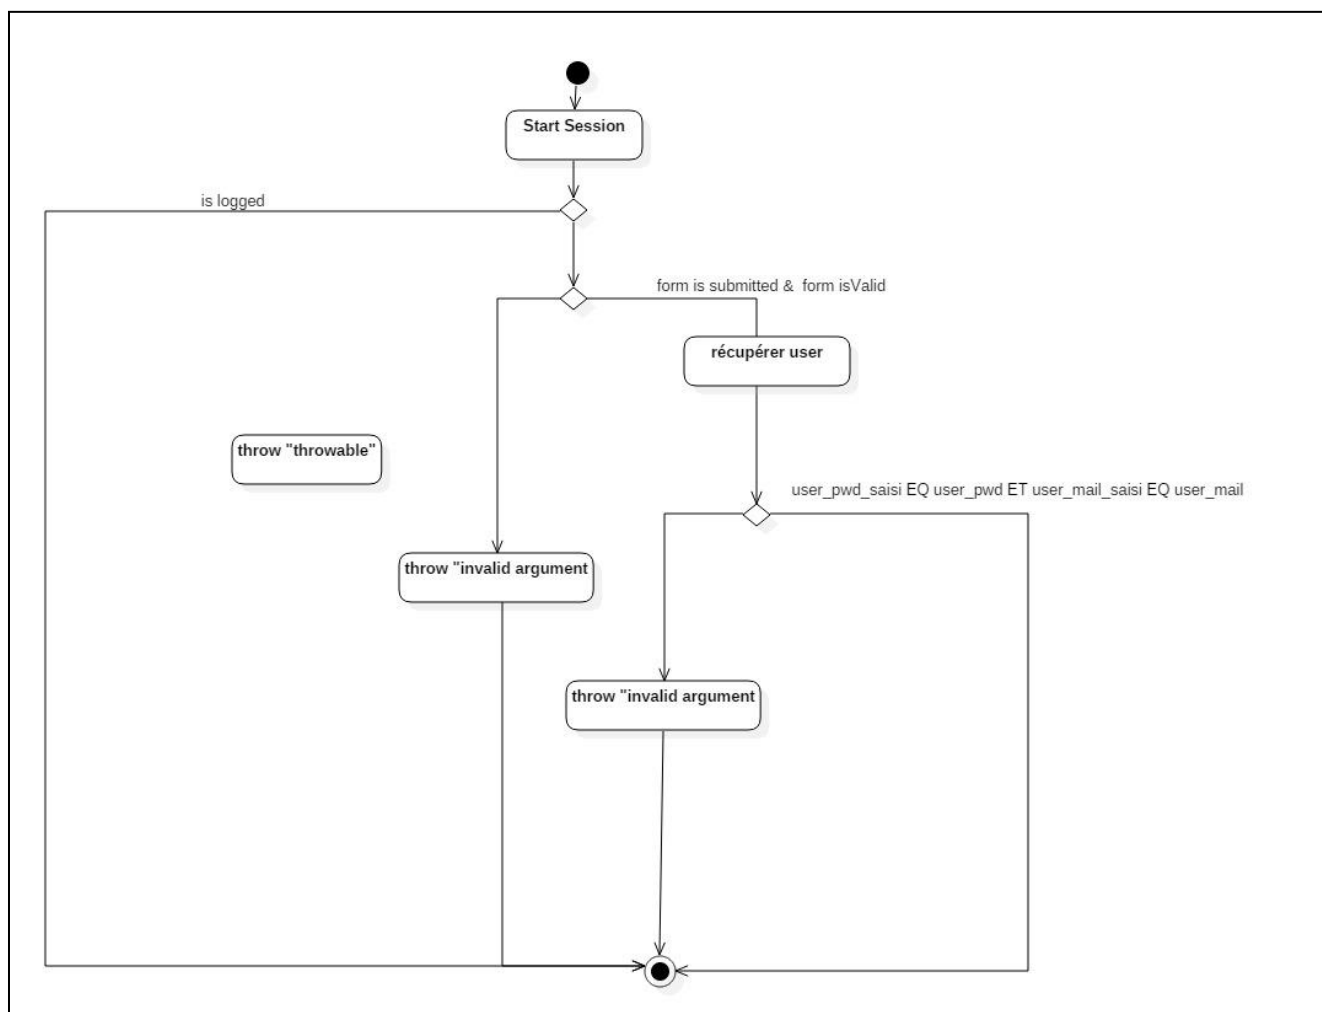 Start Session
is logged
form is submitted &  form isValid
récupérer user
throw "throwable"
user_pwd_saisi EQ user_pwd ET user_mail_saisi EQ user_mail
throw "invalid argument
throw "invalid argument